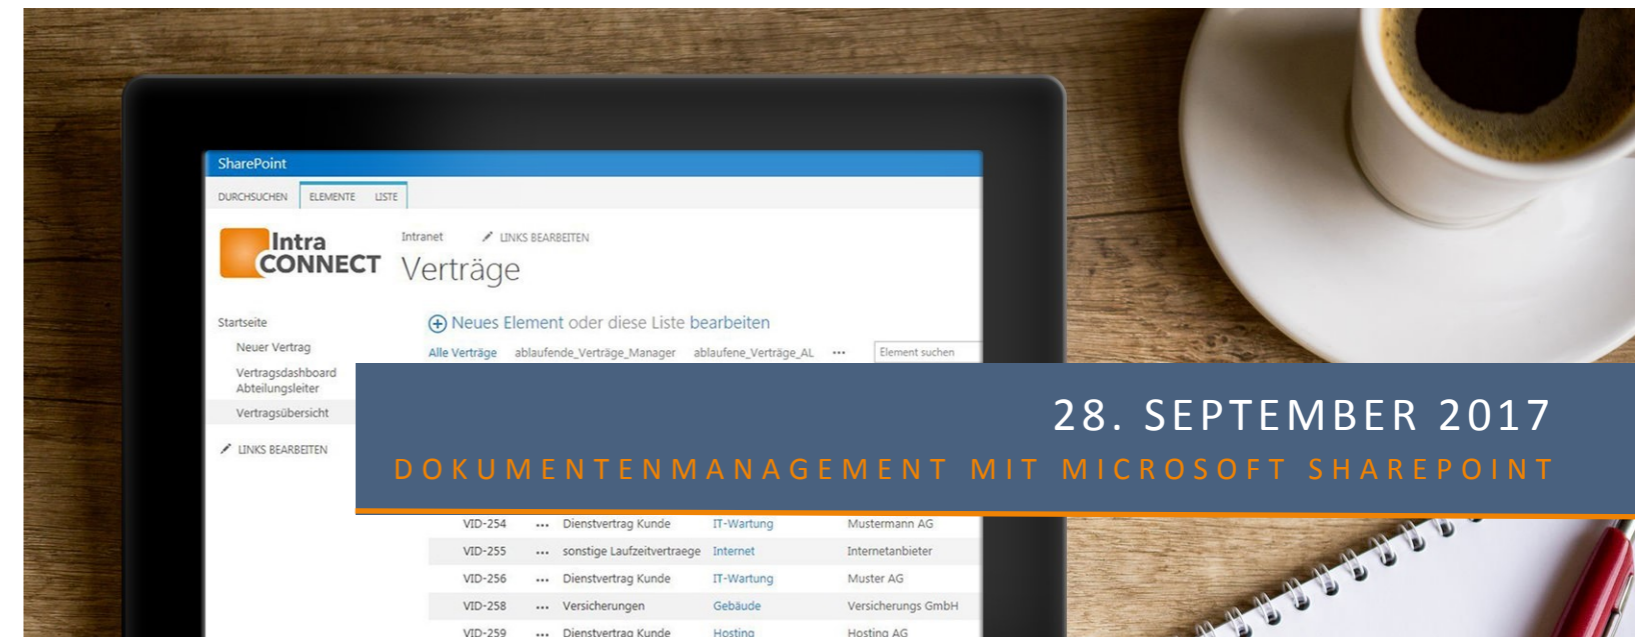 SharePoint
DURCHSUCHEN ELEMENTE LISTE
Intra
CONNECT
Intranet LINKS BEARBEITEN
Verträge
Startseite
Neuer Vertrag
Vertragsdashboard
Abteilungsleiter
Vertragsübersicht
LINKS BEARBEITEN
Neues Element oder diese Liste bearbeiten
Alle Verträge ablaufende_Verträge_Manager ablaufene_Verträge_AL ... Element suchen
28. SEPTEMBER 2017
DOKUMENTENMANAGEMENT MIT MICROSOFT SHAREPOINT
VID-254 ... Dienstvertrag Kunde IT-Wartung Mustermann AG
VID-255 ... sonstige Laufzeitvertraege Internet Internetanbieter
VID-256 ... Dienstvertrag Kunde IT-Wartung Muster AG
VID-258 ... Versicherungen Gebäude Versicherungs GmbH
VID-259 ... Dienstvertrag Kunde Hosting Hosting AG